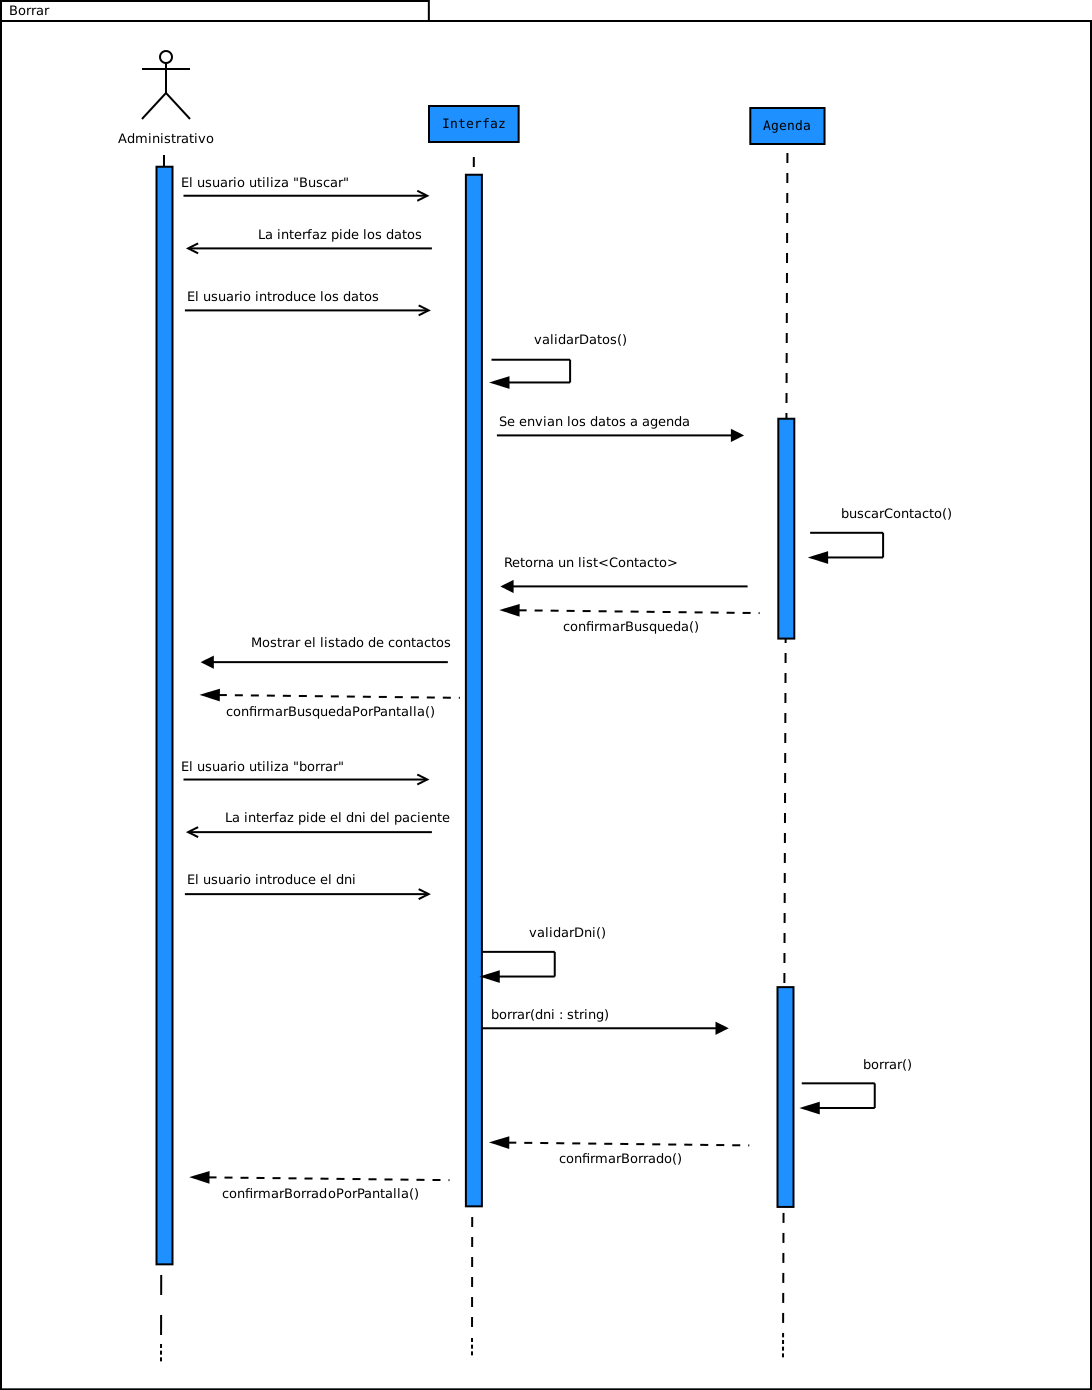 Borrar
Administrativo
Interfaz
Agenda
El usuario utiliza "Buscar"
La interfaz pide los datos
El usuario introduce los datos
validarDatos()
Se envian los datos a agenda
buscarContacto()
Retorna un list<Contacto>
confirmarBusqueda()
Mostrar el listado de contactos
confirmarBusquedaPorPantalla()
El usuario utiliza "borrar"
La interfaz pide el dni del paciente
El usuario introduce el dni
validarDni()
borrar(dni : string)
borrar()
confirmarBorrado()
confirmarBorradoPorPantalla()